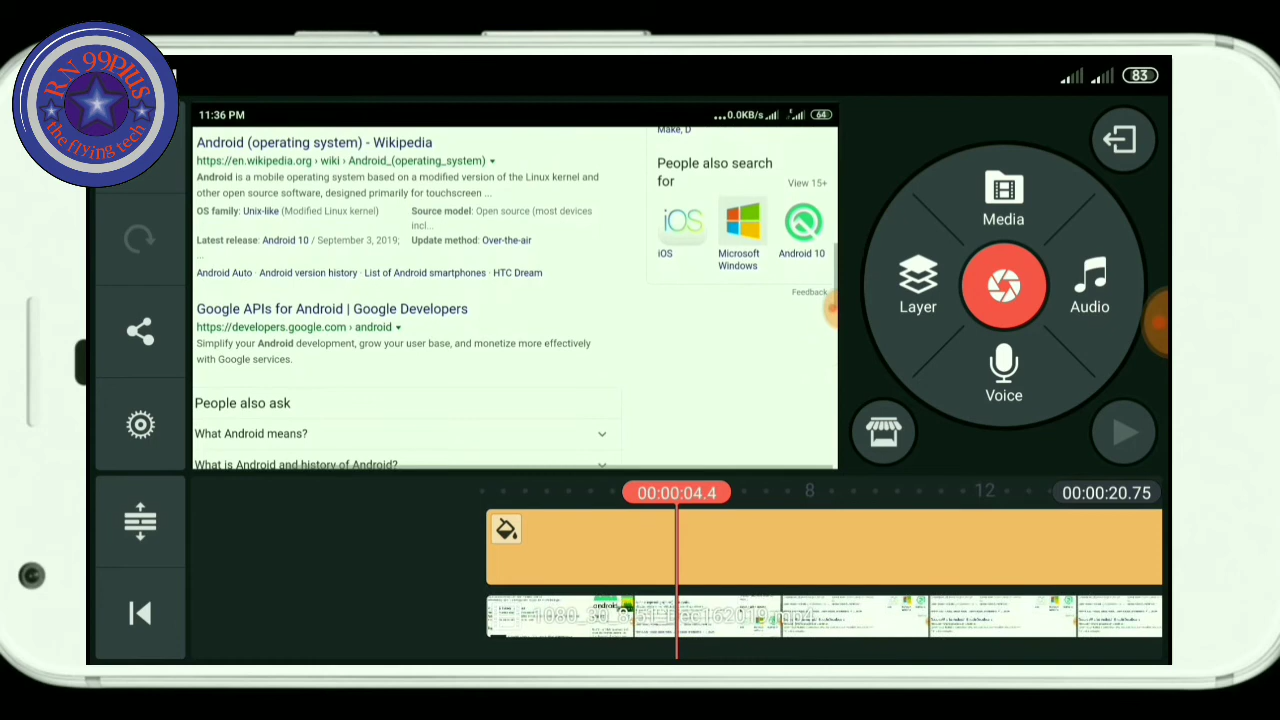 RN 99PlUS
the flying tech
83
11:36 PM
...0.0KB/s
64
Android (operating system) - Wikipedia
https://en.wikipedia.org › wiki › Android_(operating_system)
Android is a mobile operating system based on a modified version of the Linux kernel and
other open source software, designed primarily for touchscreen ...
OS family: Unix-like (Modified Linux kernel)
Source model: Open source (most devices
incl...
Latest release: Android 10 / September 3, 2019;
...
Update method: Over-the-air
Android Auto · Android version history · List of Android smartphones · HTC Dream
Google APIs for Android | Google Developers
https://developers.google.com › android
Simplify your Android development, grow your user base, and monetize more effectively
with Google services.
People also ask
What Android means?
What is Android and history of Android?
Make, D
People also search
for
View 15+
iOS
iOS
Microsoft
Windows
Android 10
Feedback
Media
Layer
Audio
Voice
00:00:04.4
8
12
00:00:20.75